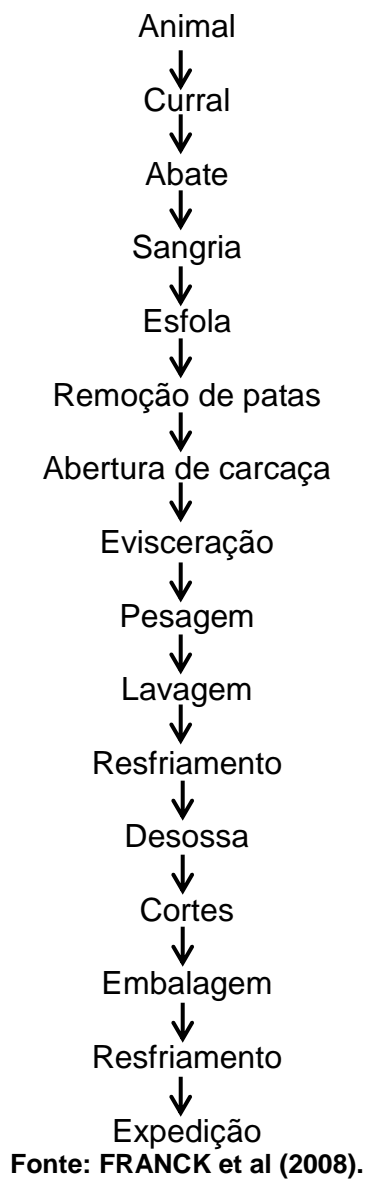 Animal
Curral
Abate
Sangria
Esfola
Remoção de patas
Abertura de carcaça
Evisceração
Pesagem
Lavagem
Resfriamento
Desossa
Cortes
Embalagem
Resfriamento
Expedição
Fonte: FRANCK et al (2008).